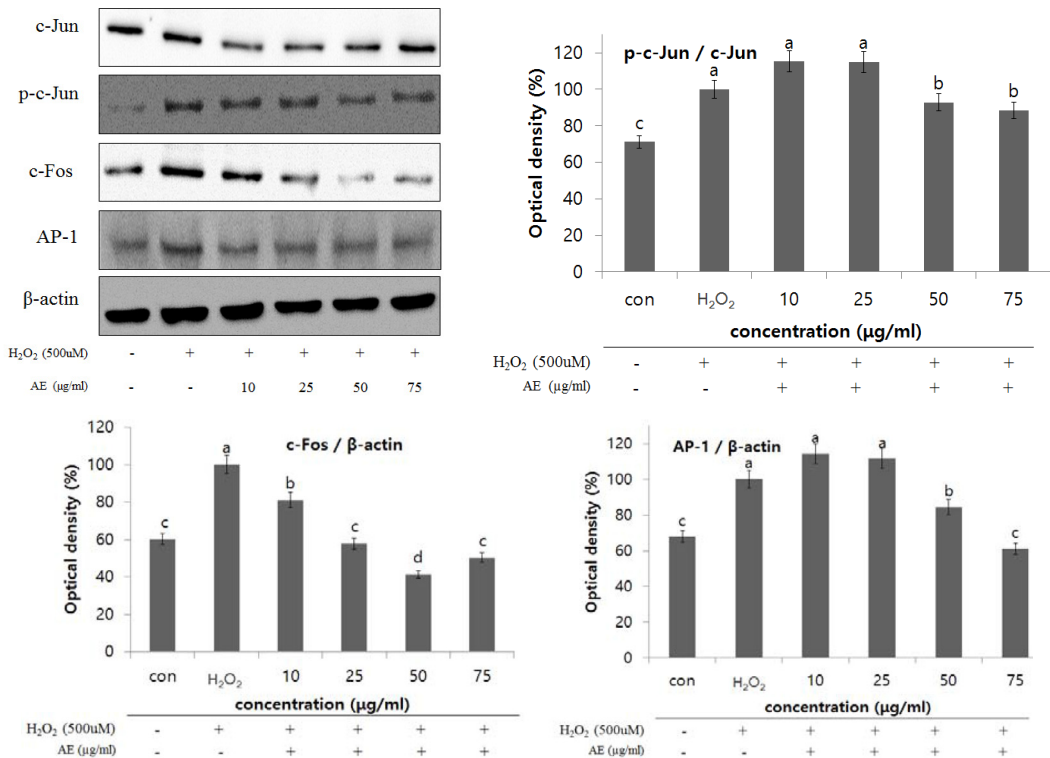 c-Jun
p-c-Jun
c-Fos
AP-1
β-actin
H₂O₂ (500uM) - + + + + +
AE (µg/ml) - - 10 25 50 75
p-c-Jun / c-Jun
Optical density (%)
120
100
80
60
40
20
0
c a a a b b
con H₂O₂ 10 25 50 75
concentration (µg/ml)
H₂O₂ (500uM) - + + + + +
AE (µg/ml) - - + + + +
c-Fos / β-actin
Optical density (%)
120
100
80
60
40
20
0
c a b c d c
con H₂O₂ 10 25 50 75
concentration (µg/ml)
H₂O₂ (500uM) - + + + + +
AE (µg/ml) - - + + + +
AP-1 / β-actin
Optical density (%)
120
100
80
60
40
20
0
c a a a b c
con H₂O₂ 10 25 50 75
concentration (µg/ml)
H₂O₂ (500uM) - + + + + +
AE (µg/ml) - - + + + +